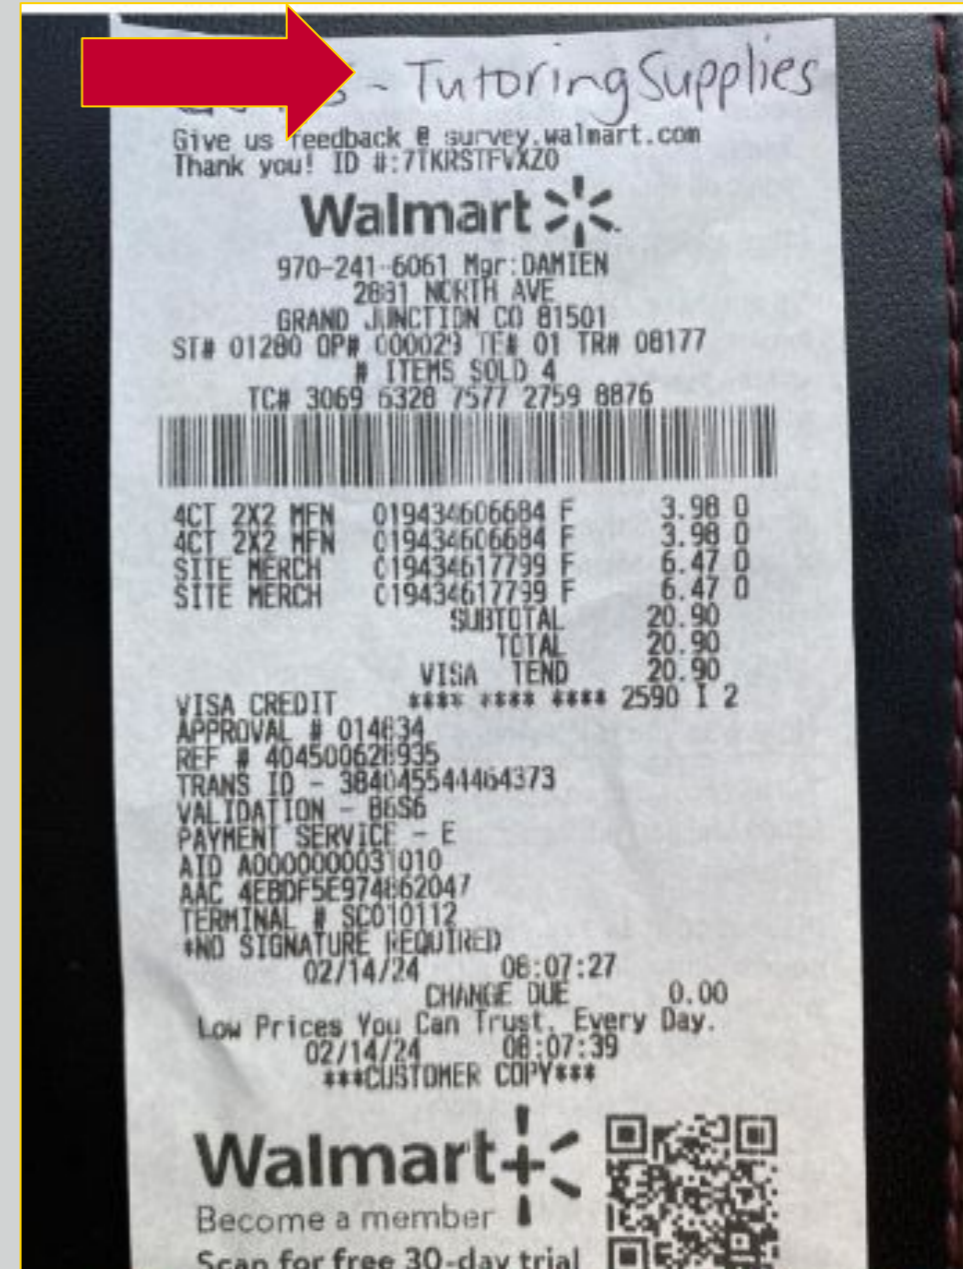 - Tutoring Supplies
Give us feedback @ survey.walmart.com
Thank you! ID #:7TKRSTFVXZ0
Walmart
970-241-6061 Mgr:DAMIEN
2881 NORTH AVE
GRAND JUNCTION CO 81501
ST# 01280 OP# 000029 TE# 01 TR# 08177
# ITEMS SOLD 4
TC# 3069 6328 7577 2759 8876
4CT 2X2 MFN 019434606684 F 3.98 O
4CT 2X2 MFN 019434606684 F 3.98 O
SITE MERCH 019434617799 F 6.47 O
SITE MERCH 019434617799 F 6.47 O
SUBTOTAL 20.90
TOTAL 20.90
VISA TEND 20.90
VISA CREDIT **** **** **** 2590 I 2
APPROVAL # 014634
REF # 404500628935
TRANS ID - 384045544464373
VALIDATION - B6S6
PAYMENT SERVICE - E
AID A0000000031010
AAC 4EBDF5E974862047
TERMINAL # SC010112
*NO SIGNATURE REQUIRED
02/14/24 08:07:27
CHANGE DUE 0.00
Low Prices You Can Trust. Every Day.
02/14/24 08:07:39
***CUSTOMER COPY***
Walmart+
Become a member
Scan for free 30-day trial